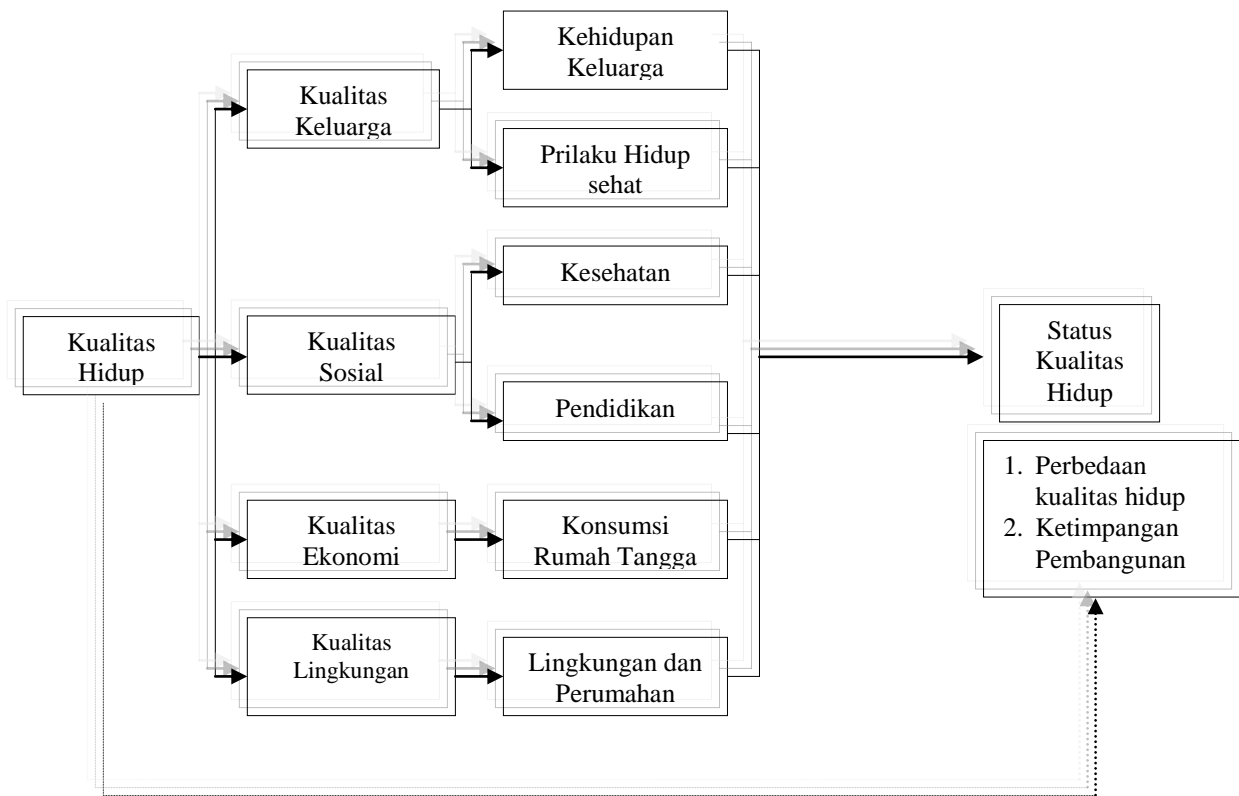 Kehidupan
Keluarga
Kualitas
Keluarga
Prilaku Hidup
sehat
Kesehatan
Kualitas
Hidup
Kualitas
Sosial
Status
Kualitas
Hidup
Pendidikan
1. Perbedaan
kualitas hidup
2. Ketimpangan
Pembangunan
Kualitas
Ekonomi
Konsumsi
Rumah Tangga
Kualitas
Lingkungan
Lingkungan dan
Perumahan